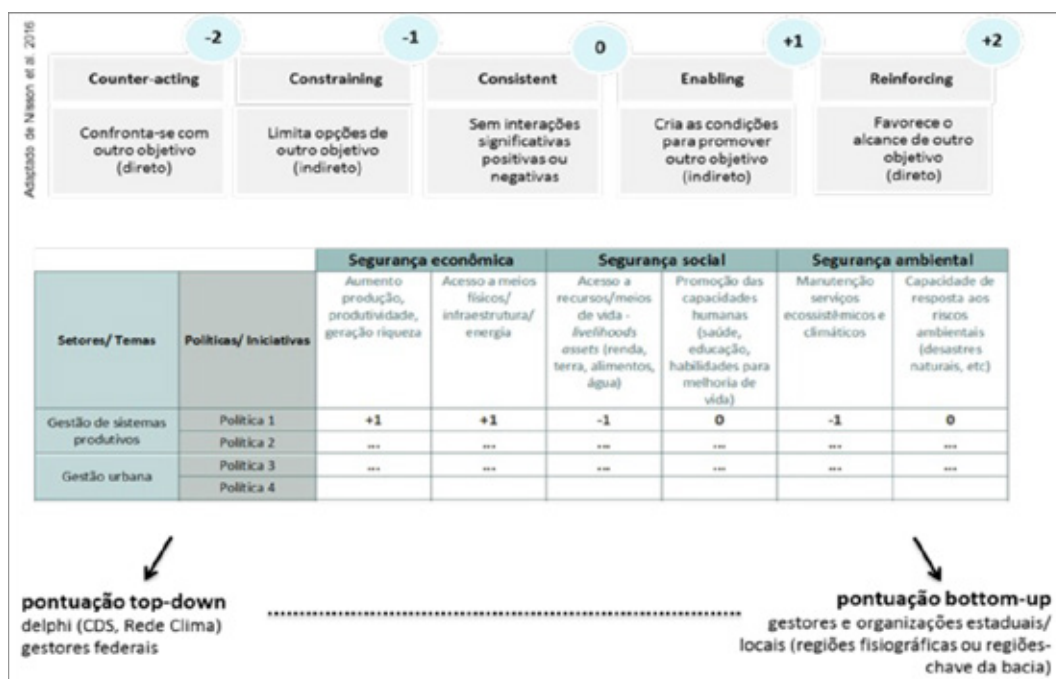 Adaptado de Nilsson et al. 2016
-2
-1
0
+1
+2
Counter-acting
Constraining
Consistent
Enabling
Reinforcing
Confronta-se com
outro objetivo
(direto)
Limita opções de
outro objetivo
(indireto)
Sem interações
significativas
positivas ou
negativas
Cria as condições
para promover
outro objetivo
(indireto)
Favorece o
alcance de outro
objetivo
(direto)
Segurança econômica
Segurança social
Segurança ambiental
Setores/ Temas
Políticas/ Iniciativas
Aumento
produção,
produtividade,
geração riqueza
Acesso a meios
físicos/
infraestrutura/
energia
Acesso a
recursos/meios
de vida -
livelihoods
assets (renda,
terra, alimentos,
água)
Promoção das
capacidades
humanas
(saúde,
educação,
habilidades para
melhoria de
vida)
Manutenção
serviços
ecossistêmicos e
climáticos
Capacidade de
resposta aos
riscos
ambientais
(desastres
naturais, etc)
Gestão de sistemas
produtivos
Política 1
+1
+1
-1
0
-1
0
Política 2
...
...
...
...
...
...
Gestão urbana
Política 3
...
...
...
...
...
...
Política 4
pontuação top-down
delphi (CDS, Rede Clima)
gestores federais
pontuação bottom-up
gestores e organizações estaduais/
locais (regiões fisiográficas ou regiões-
chave da bacia)